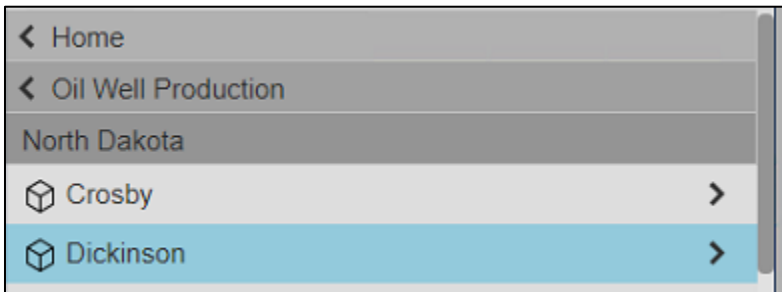 Home
Oil Well Production
North Dakota
Crosby
Dickinson